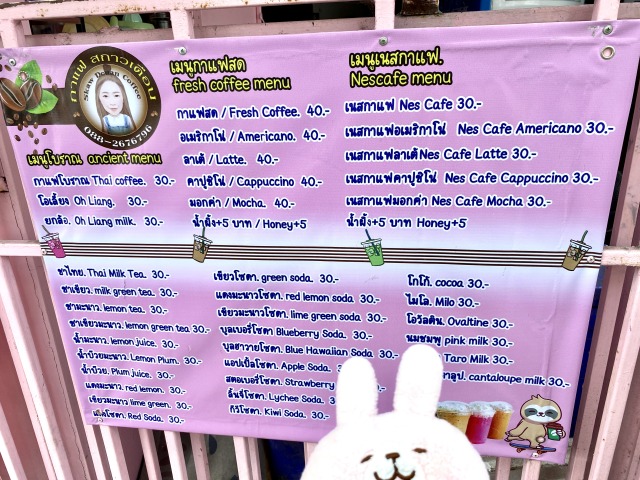 กาแฟ สถาวเดือน
088-2676796
เมนูกาแฟสด
fresh coffee menu
กาแฟสด / Fresh Coffee. 40.-
อเมริกาโน่ / Americano. 40.-
ลาเต้ / Latte. 40.-
คาปูชิโน่ / Cappuccino 40.-
มอกค่า / Mocha. 40.-
น้ำผึ้ง+5 บาท / Honey+5
เมนูเนสกาแฟ.
Nescafe menu
เนสกาแฟ Nes Cafe 30.-
เนสกาแฟอเมริกาโน่ Nes Cafe Americano 30.-
เนสกาแฟลาเต้ Nes Cafe Latte 30.-
เนสกาแฟคาปูชิโน่ Nes Cafe Cappuccino 30.-
เนสกาแฟมอกค่า Nes Cafe Mocha 30.-
น้ำผึ้ง+5 บาท Honey+5
เมนูโบราณ ancient menu
กาแฟโบราณ Thai coffee. 30.-
โอเลี้ยง Oh Liang. 30.-
ยกล้อ. Oh Liang milk. 30.-
ชาไทย. Thai Milk Tea. 30.-
ชาเขียว. milk green tea. 30.-
ชามะนาว. lemon tea. 30.-
ชาเขียวมะนาว. lemon green tea 30.-
น้ำมะนาว. lemon juice. 30.-
น้ำบ๊วยมะนาว. Lemon Plum. 30.-
น้ำบ๊วย. Plum juice. 30.-
แดงมะนาว. red lemon. 30.-
เขียวมะนาว. lime green. 30.-
แดงโซดา. Red Soda. 30.-
เขียวโซดา. green soda. 30.-
แดงมะนาวโซดา. red lemon soda. 30.-
เขียวมะนาวโซดา. lime green soda 30.-
บูลเบอรี่โซดา Blueberry Soda. 30.-
บูลฮาวายโซดา. Blue Hawaiian Soda. 30.-
แอปเปิ้ลโซดา. Apple Soda. 30.-
สตอเบอรี่โซดา. Strawberry
ลิ้นจี่โซดา. Lychee Soda.
กีวีโซดา. Kiwi Soda. 30.-
โกโก้. cocoa 30.-
ไมโล. Milo 30.-
โอวัลติน. Ovaltine 30.-
นมชมพู pink milk 30.-
Taro Milk 30.-
cantaloupe milk 30.-